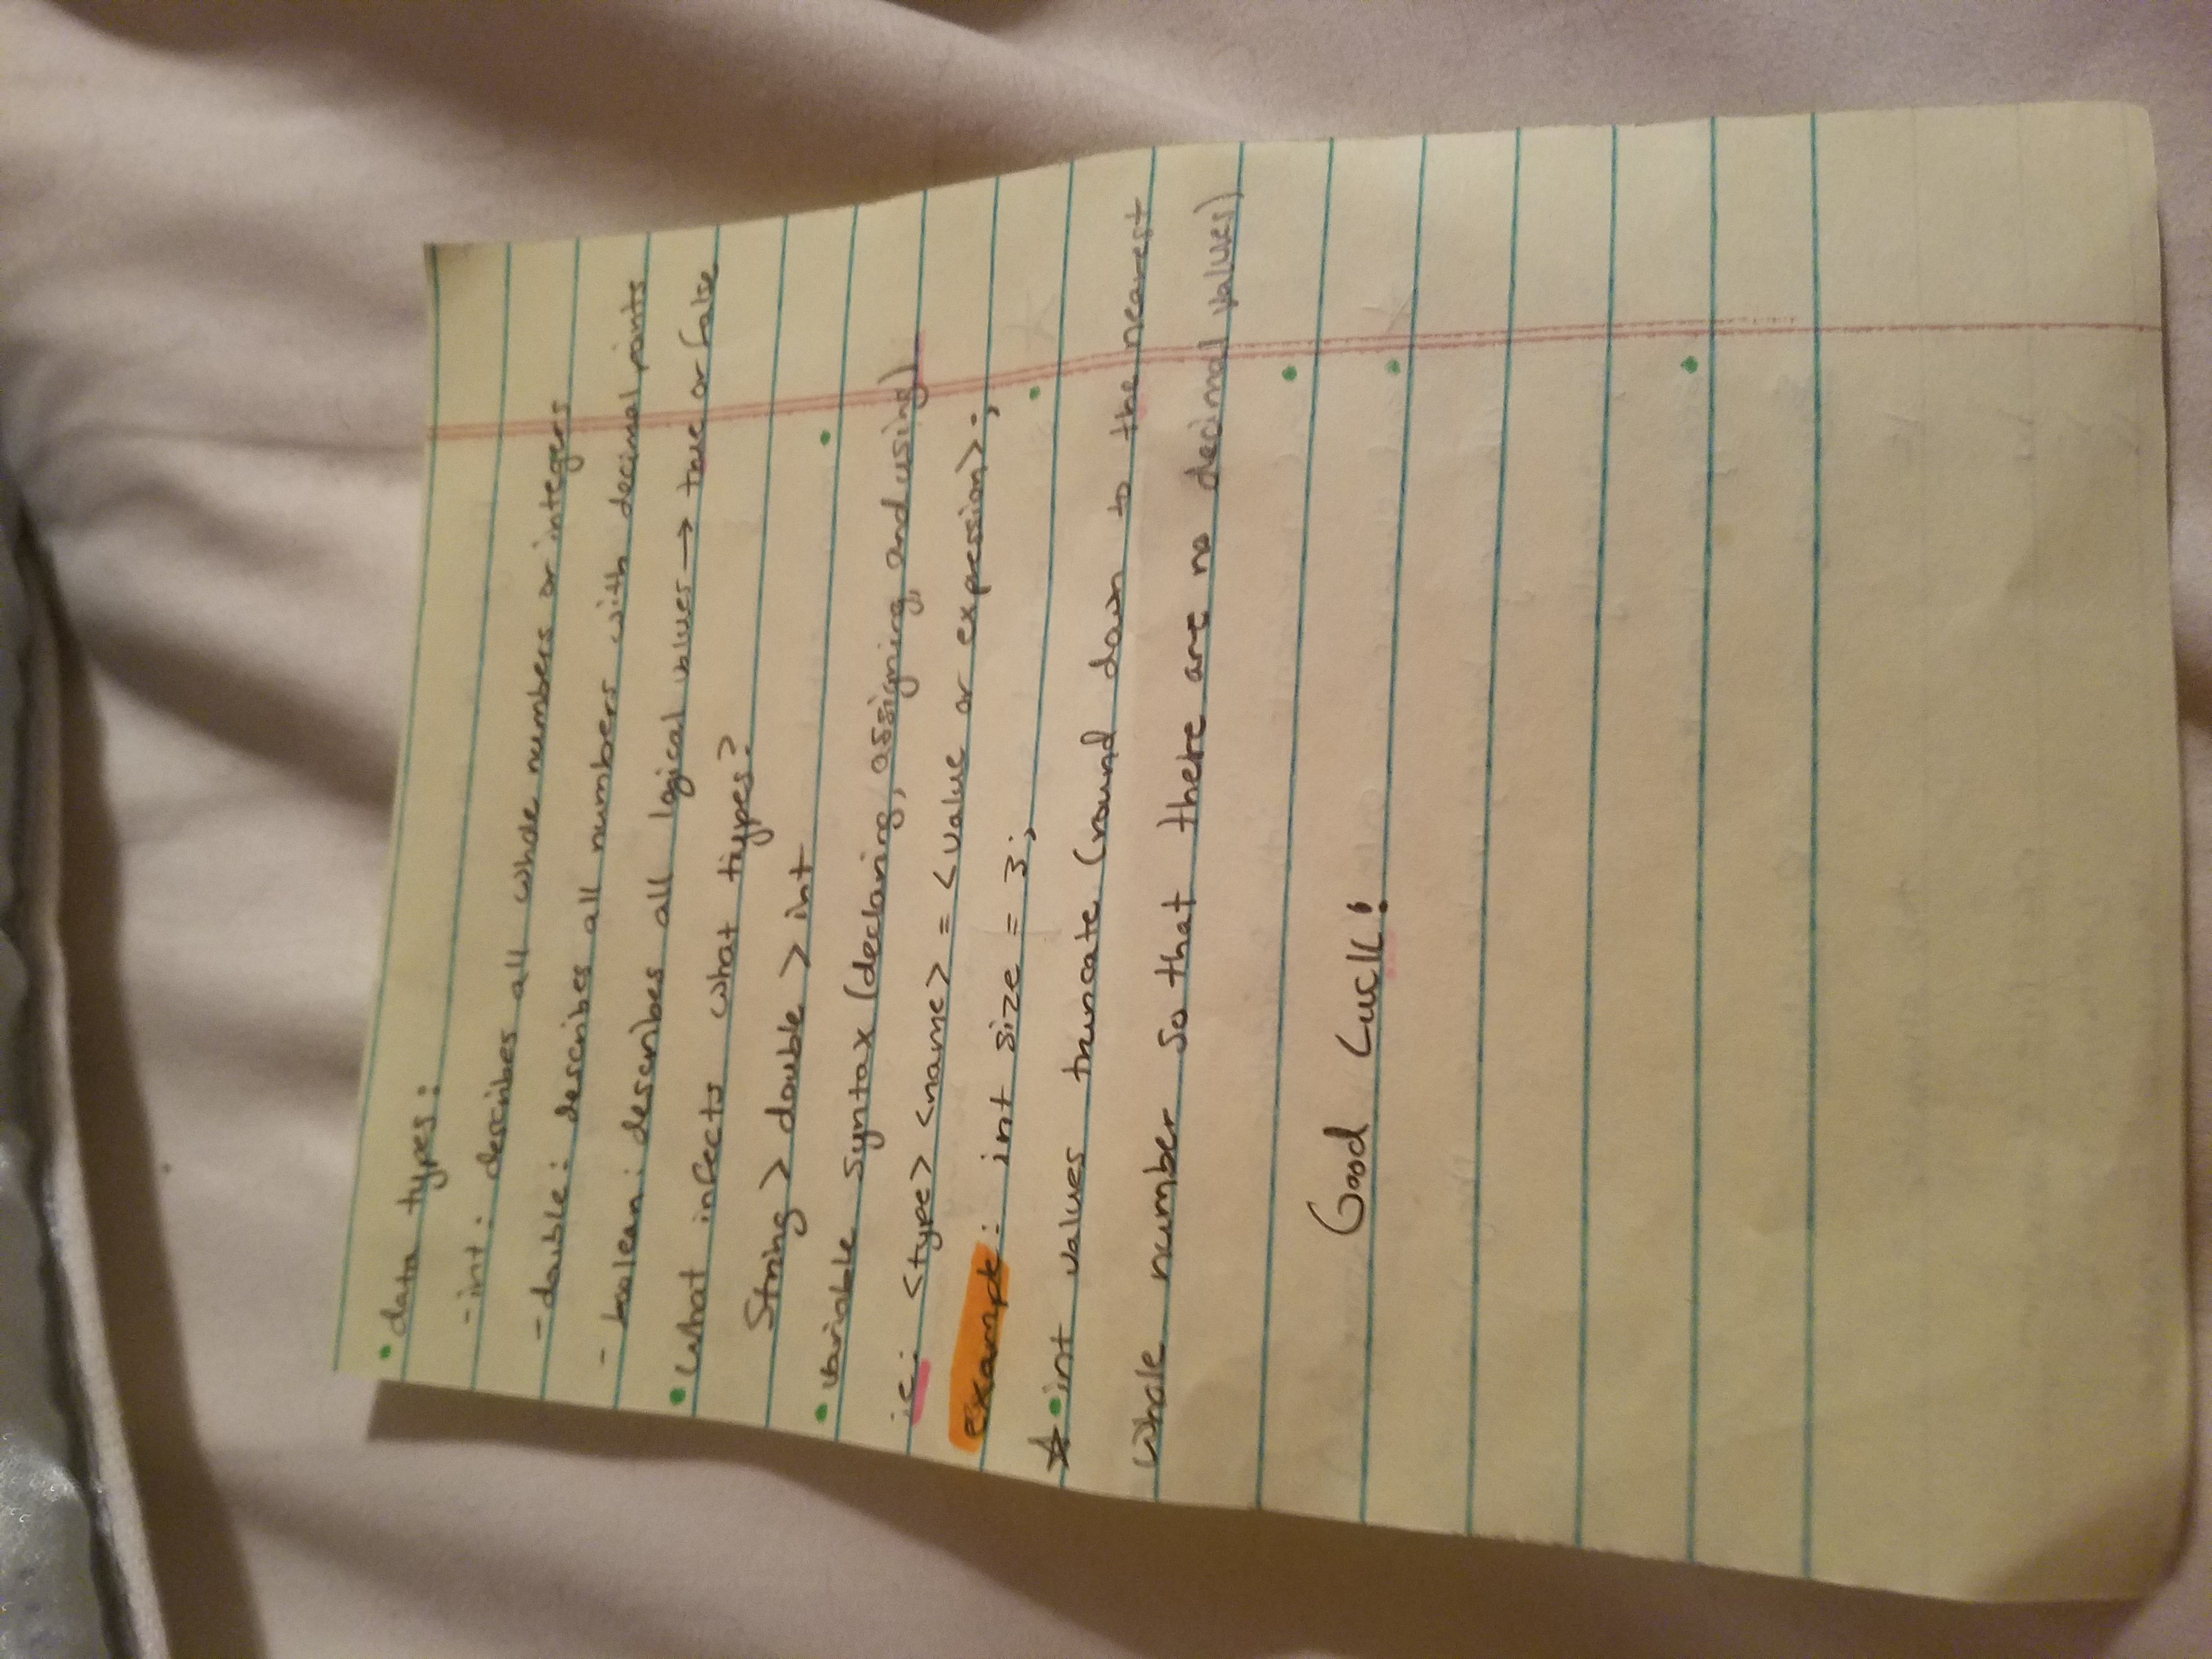 • data types:
- int: describes all whole numbers or integers
- double: describes all numbers with decimal points
- boolean: describes all logical values → true or false
• What infects what types?
String > double > int
• variable syntax (declaring, assigning, and using)
ie: <type> <name> = <value or expression>;
example: int size = 3;
☆ • int values truncate (round down to the nearest
whole number so that there are no decimal values)
Good Luck!